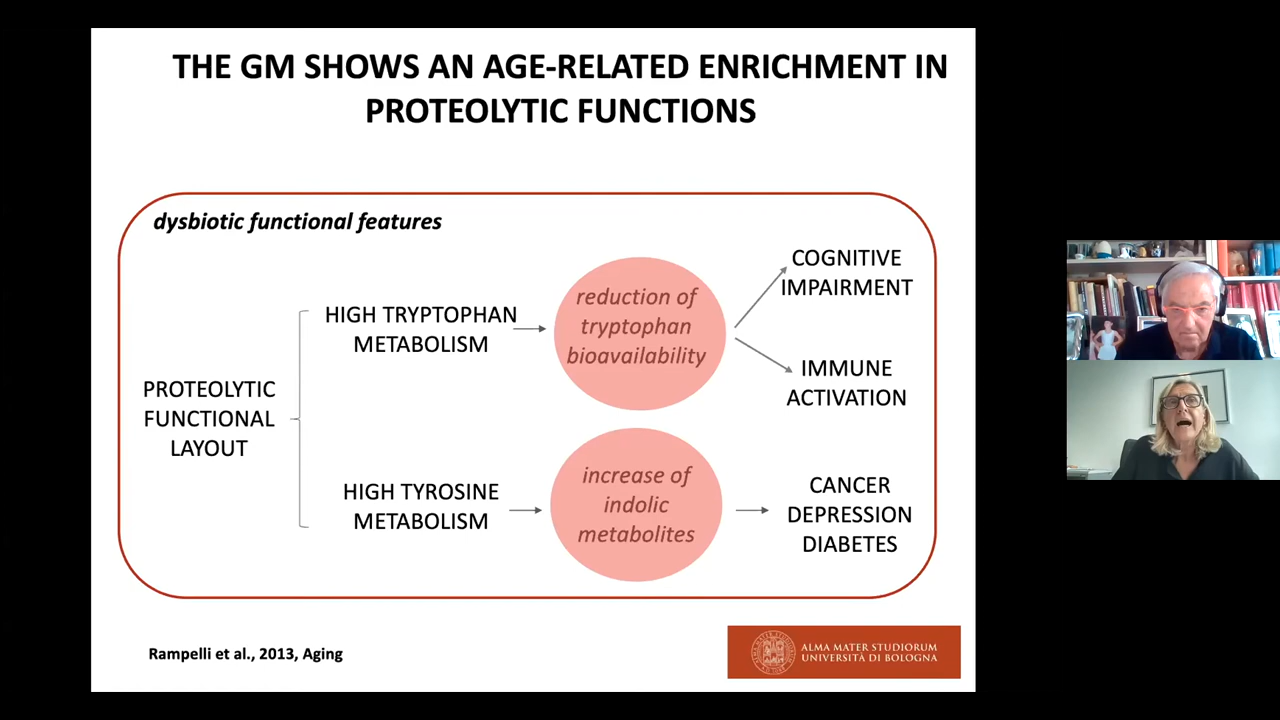 THE GM SHOWS AN AGE-RELATED ENRICHMENT IN
PROTEOLYTIC FUNCTIONS
dysbiotic functional features
PROTEOLYTIC
FUNCTIONAL
LAYOUT
HIGH TRYPTOPHAN
METABOLISM
reduction of
tryptophan
bioavailability
COGNITIVE
IMPAIRMENT
IMMUNE
ACTIVATION
HIGH TYROSINE
METABOLISM
increase of
indolic
metabolites
CANCER
DEPRESSION
DIABETES
Rampelli et al., 2013, Aging
ALMA MATER STUDIORUM
UNIVERSITÀ DI BOLOGNA